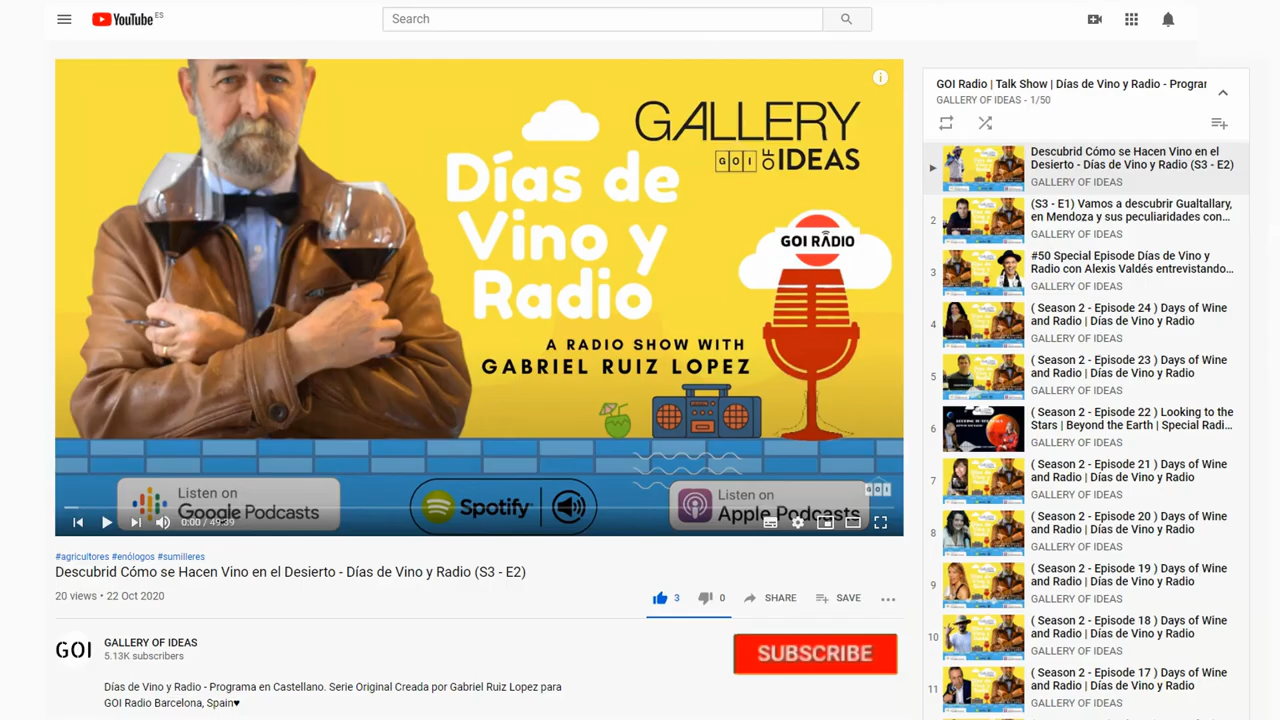 YouTube ES
Search
GALLERY
GOI OF IDEAS
Días de
Vino y
Radio
GOI RADIO
A RADIO SHOW WITH
GABRIEL RUIZ LOPEZ
Listen on
Google Podcasts
Spotify
Listen on
Apple Podcasts
GOI
0:00 / 49:39
#agricultores #enólogos #sumilleres
Descubrid Cómo se Hacen Vino en el Desierto - Días de Vino y Radio (S3 - E2)
20 views • 22 Oct 2020
3
0
SHARE
SAVE
GOI
GALLERY OF IDEAS
5.13K subscribers
SUBSCRIBE
Días de Vino y Radio - Programa en Castellano. Serie Original Creada por Gabriel Ruiz Lopez para
GOI Radio Barcelona, Spain♥
GOI Radio | Talk Show | Días de Vino y Radio - Prograr
GALLERY OF IDEAS - 1/50
Descubrid Cómo se Hacen Vino en el
Desierto - Días de Vino y Radio (S3 - E2)
GALLERY OF IDEAS
2
(S3 - E1) Vamos a descubrir Gualtallary,
en Mendoza y sus peculiaridades con...
GALLERY OF IDEAS
3
#50 Special Episode Días de Vino y
Radio con Alexis Valdés entrevistando...
GALLERY OF IDEAS
4
( Season 2 - Episode 24 ) Days of Wine
and Radio | Días de Vino y Radio
GALLERY OF IDEAS
5
( Season 2 - Episode 23 ) Days of Wine
and Radio | Días de Vino y Radio
GALLERY OF IDEAS
6
( Season 2 - Episode 22 ) Looking to the
Stars | Beyond the Earth | Special Radi...
GALLERY OF IDEAS
7
( Season 2 - Episode 21 ) Days of Wine
and Radio | Días de Vino y Radio
GALLERY OF IDEAS
8
( Season 2 - Episode 20 ) Days of Wine
and Radio | Días de Vino y Radio
GALLERY OF IDEAS
9
( Season 2 - Episode 19 ) Days of Wine
and Radio | Días de Vino y Radio
GALLERY OF IDEAS
10
( Season 2 - Episode 18 ) Days of Wine
and Radio | Días de Vino y Radio
GALLERY OF IDEAS
11
( Season 2 - Episode 17 ) Days of Wine
and Radio | Días de Vino y Radio
GALLERY OF IDEAS